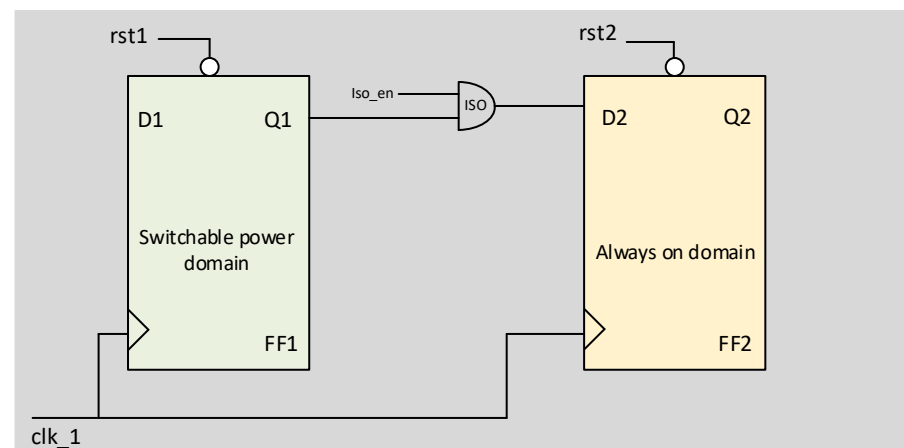 rst1
rst2
Iso_en
ISO
D1
Q1
D2
Q2
Switchable power
domain
Always on domain
FF1
FF2
clk_1